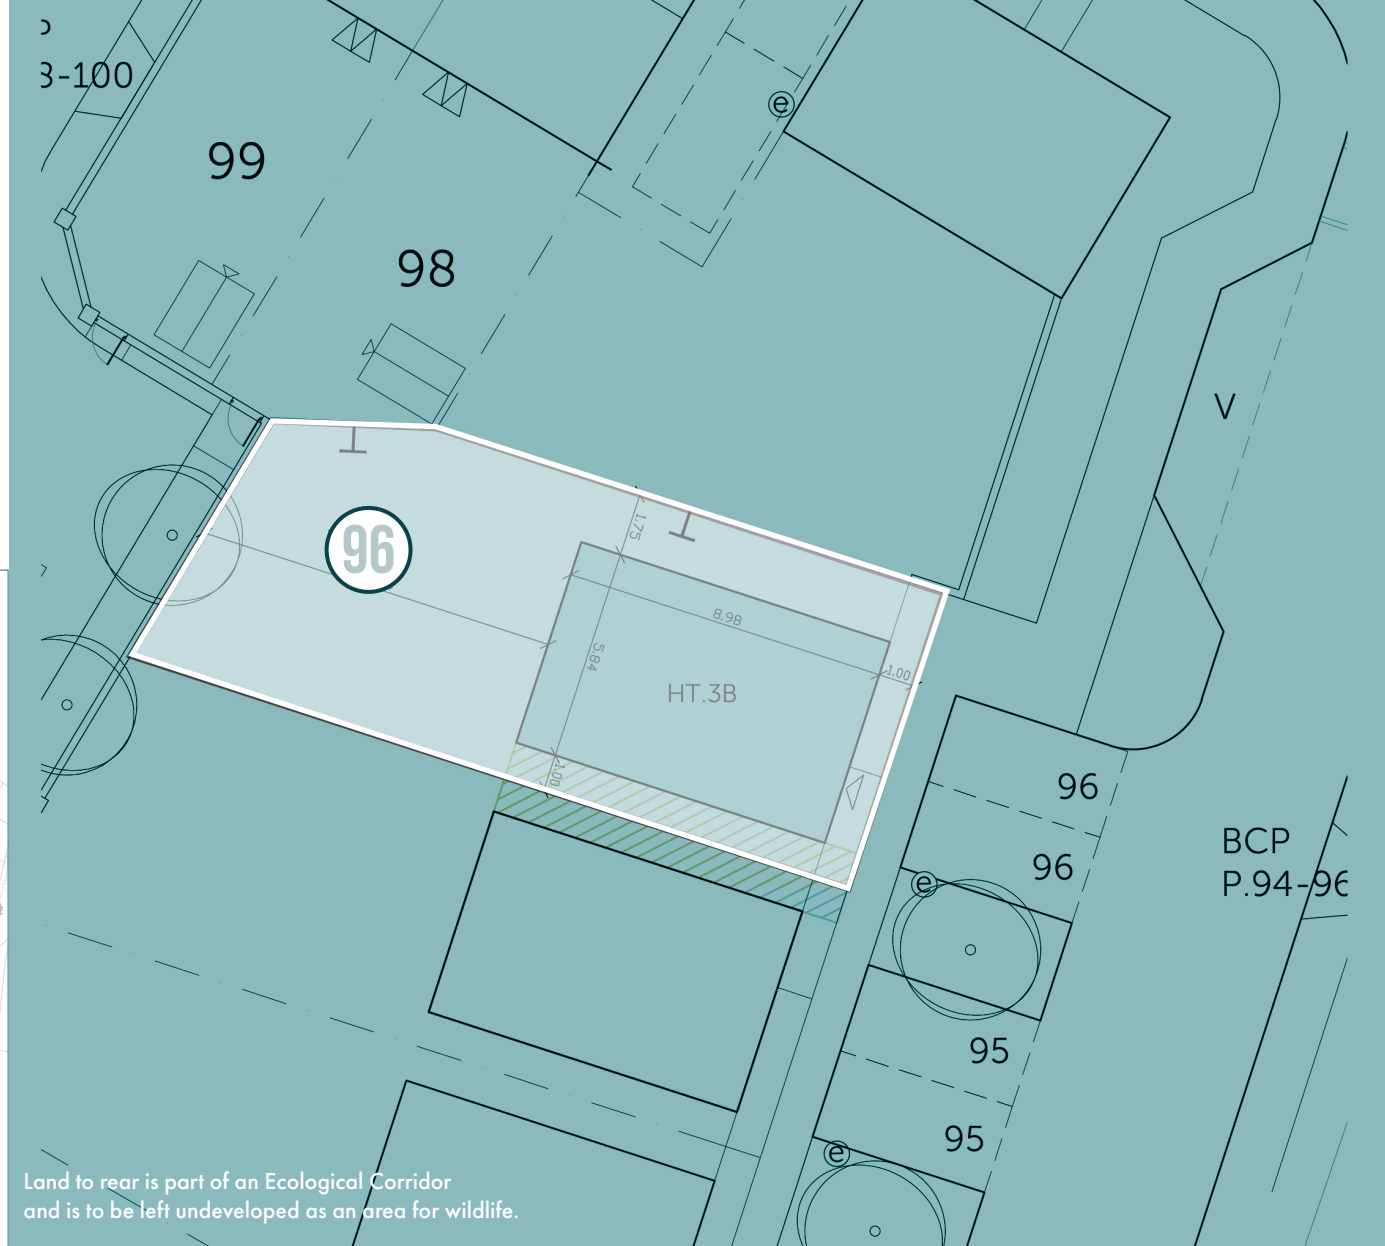 3-100
99
98
e
V
96
1.75
8.98
5.84
1.00
HT.3B
1.00
96
96
e
BCP
P.94-96
95
95
e
Land to rear is part of an Ecological Corridor
and is to be left undeveloped as an area for wildlife.